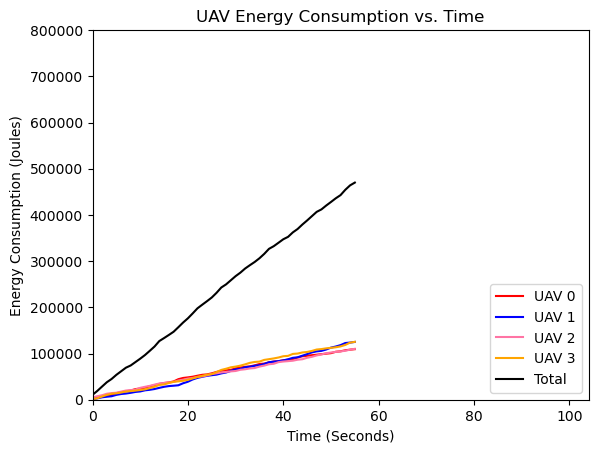 UAV Energy Consumption vs. Time
Energy Consumption (Joules)
800000
700000
600000
500000
400000
300000
200000
100000
0
0 20 40 60 80 100
Time (Seconds)
UAV 0
UAV 1
UAV 2
UAV 3
Total